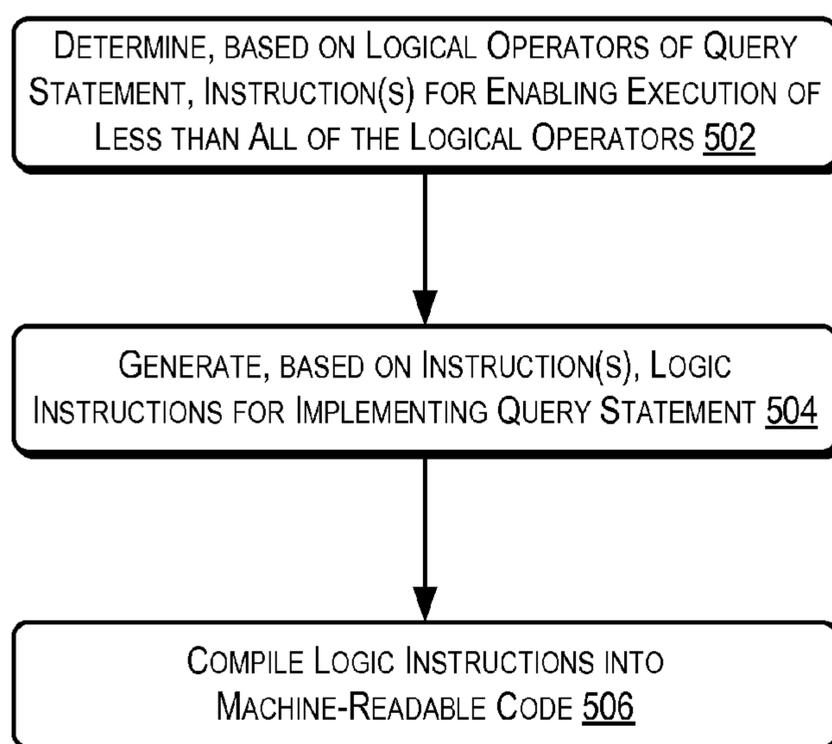 DETERMINE, BASED ON LOGICAL OPERATORS OF QUERY
STATEMENT, INSTRUCTION(S) FOR ENABLING EXECUTION OF
LESS THAN ALL OF THE LOGICAL OPERATORS 502
GENERATE, BASED ON INSTRUCTION(S), LOGIC
INSTRUCTIONS FOR IMPLEMENTING QUERY STATEMENT 504
COMPILE LOGIC INSTRUCTIONS INTO
MACHINE-READABLE CODE 506